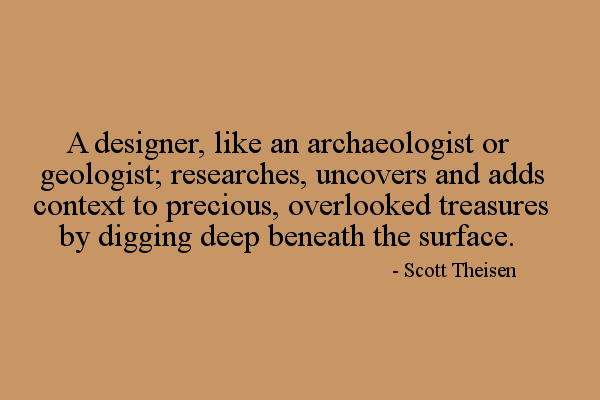 A designer, like an archaeologist or
geologist; researches, uncovers and adds
context to precious, overlooked treasures
by digging deep beneath the surface.
- Scott Theisen